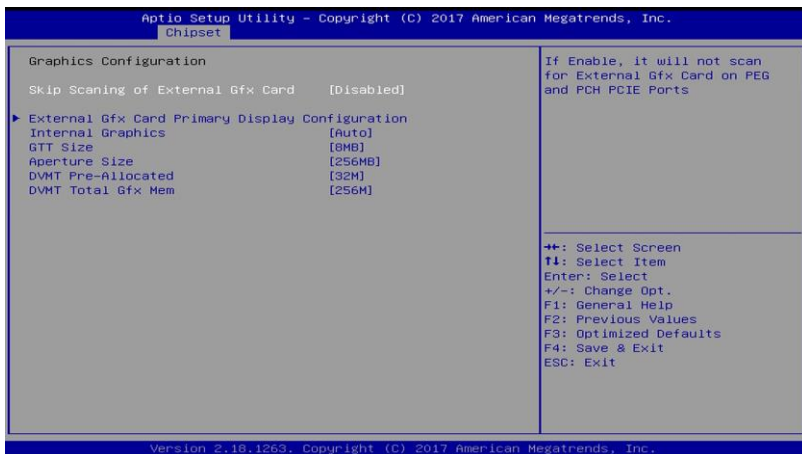 Aptio Setup Utility – Copyright (C) 2017 American Megatrends, Inc.
Chipset
Graphics Configuration
Skip Scaning of External Gfx Card [Disabled]
▶ External Gfx Card Primary Display Configuration
Internal Graphics [Auto]
GTT Size [8MB]
Aperture Size [256MB]
DVMT Pre-Allocated [32M]
DVMT Total Gfx Mem [256M]
If Enable, it will not scan
for External Gfx Card on PEG
and PCH PCIE Ports
→←: Select Screen
↑↓: Select Item
Enter: Select
+/-: Change Opt.
F1: General Help
F2: Previous Values
F3: Optimized Defaults
F4: Save & Exit
ESC: Exit
Version 2.18.1263. Copyright (C) 2017 American Megatrends, Inc.